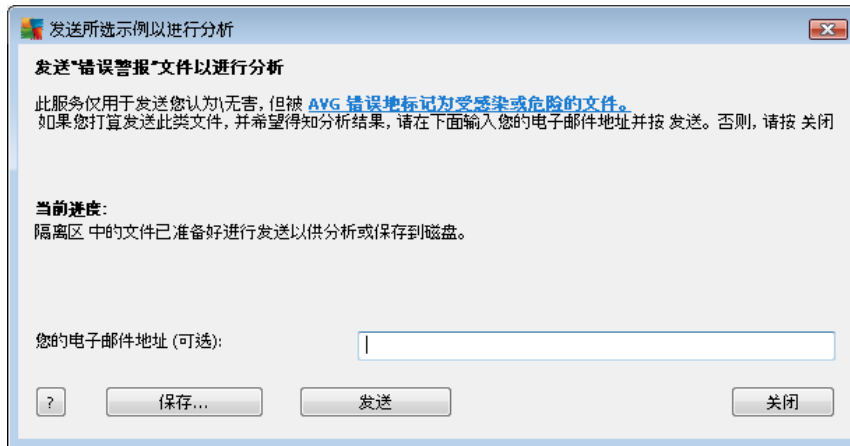 发送所选示例以进行分析
发送"错误警报"文件以进行分析
此服务仅用于发送您认为\无害, 但被 AVG 错误地标记为受感染或危险的文件。
如果您打算发送此类文件, 并希望得知分析结果, 请在下面输入您的电子邮件地址并按 发送。否则, 请按 关闭
当前进度:
隔离区 中的文件已准备好进行发送以供分析或保存到磁盘。
您的电子邮件地址 (可选):
? 保存... 发送 关闭